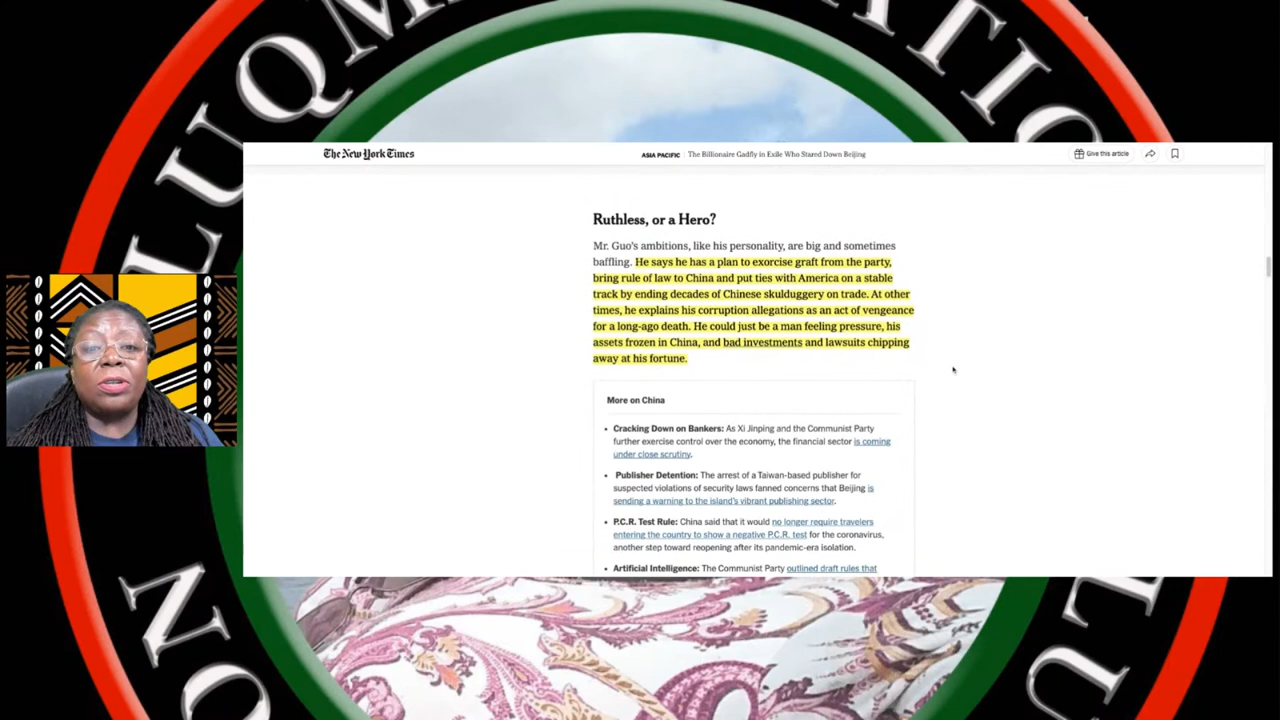 LUQM
ATIO
The New York Times
ASIA PACIFIC | The Billionaire Gadfly in Exile Who Stared Down Beijing
Give this article
Ruthless, or a Hero?
Mr. Guo's ambitions, like his personality, are big and sometimes
baffling. He says he has a plan to exorcise graft from the party,
bring rule of law to China and put ties with America on a stable
track by ending decades of Chinese skulduggery on trade. At other
times, he explains his corruption allegations as an act of vengeance
for a long-ago death. He could just be a man feeling pressure, his
assets frozen in China, and bad investments and lawsuits chipping
away at his fortune.
More on China
• Cracking Down on Bankers: As Xi Jinping and the Communist Party
further exercise control over the economy, the financial sector is coming
under close scrutiny.
• Publisher Detention: The arrest of a Taiwan-based publisher for
suspected violations of security laws fanned concerns that Beijing is
sending a warning to the island's vibrant publishing sector.
• P.C.R. Test Rule: China said that it would no longer require travelers
entering the country to show a negative P.C.R. test for the coronavirus,
another step toward reopening after its pandemic-era isolation.
• Artificial Intelligence: The Communist Party outlined draft rules that